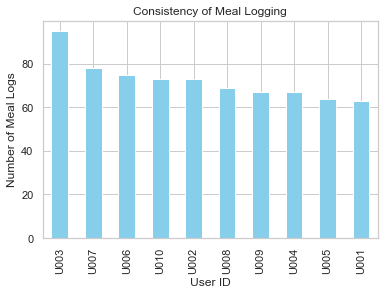 Consistency of Meal Logging
Number of Meal Logs
80
60
40
20
0
U003
U007
U006
U010
U002
U008
U009
U004
U005
U001
User ID